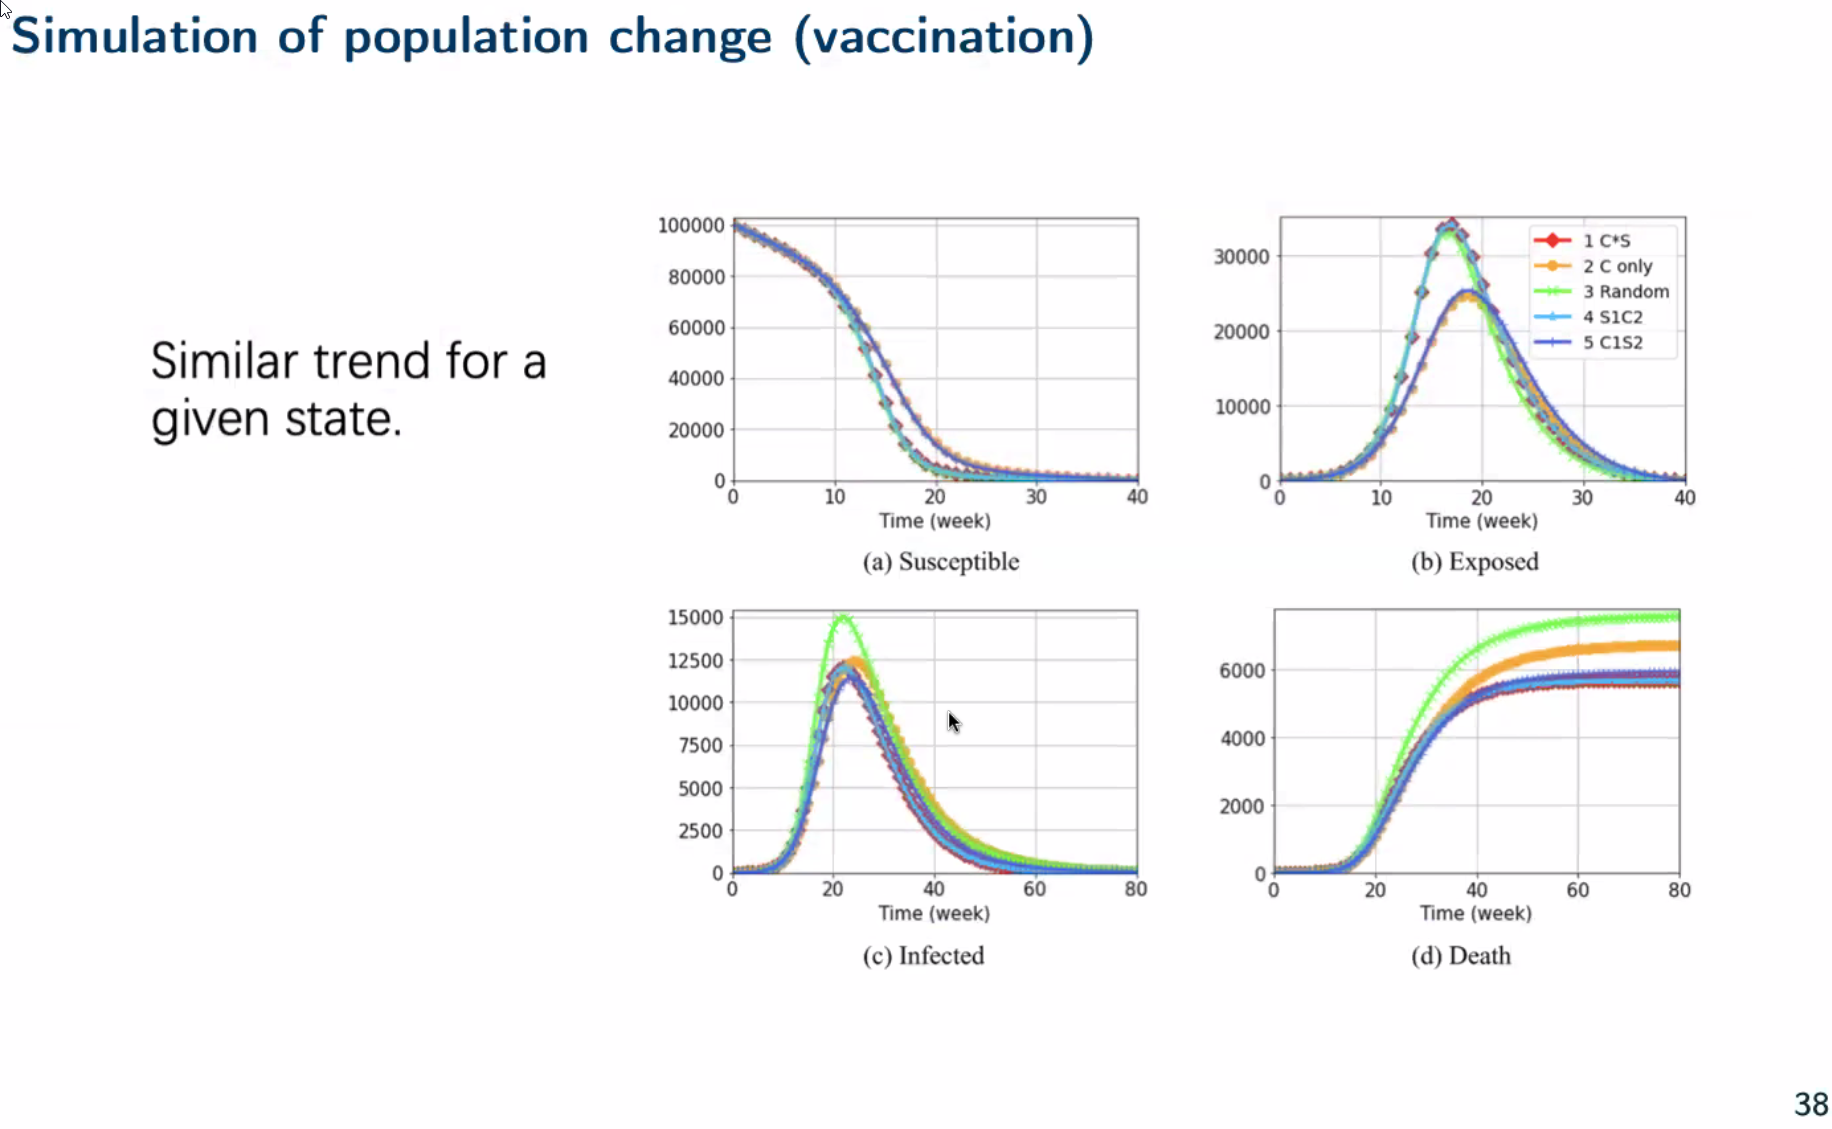 Simulation of population change (vaccination)
Similar trend for a
given state.
100000
80000
60000
40000
20000
0
0 10 20 30 40
Time (week)
(a) Susceptible
30000
20000
10000
0
0 10 20 30 40
1 C*S
2 C only
3 Random
4 S1C2
5 C1S2
Time (week)
(b) Exposed
15000
12500
10000
7500
5000
2500
0
0 20 40 60 80
Time (week)
(c) Infected
6000
4000
2000
0
0 20 40 60 80
Time (week)
(d) Death
38